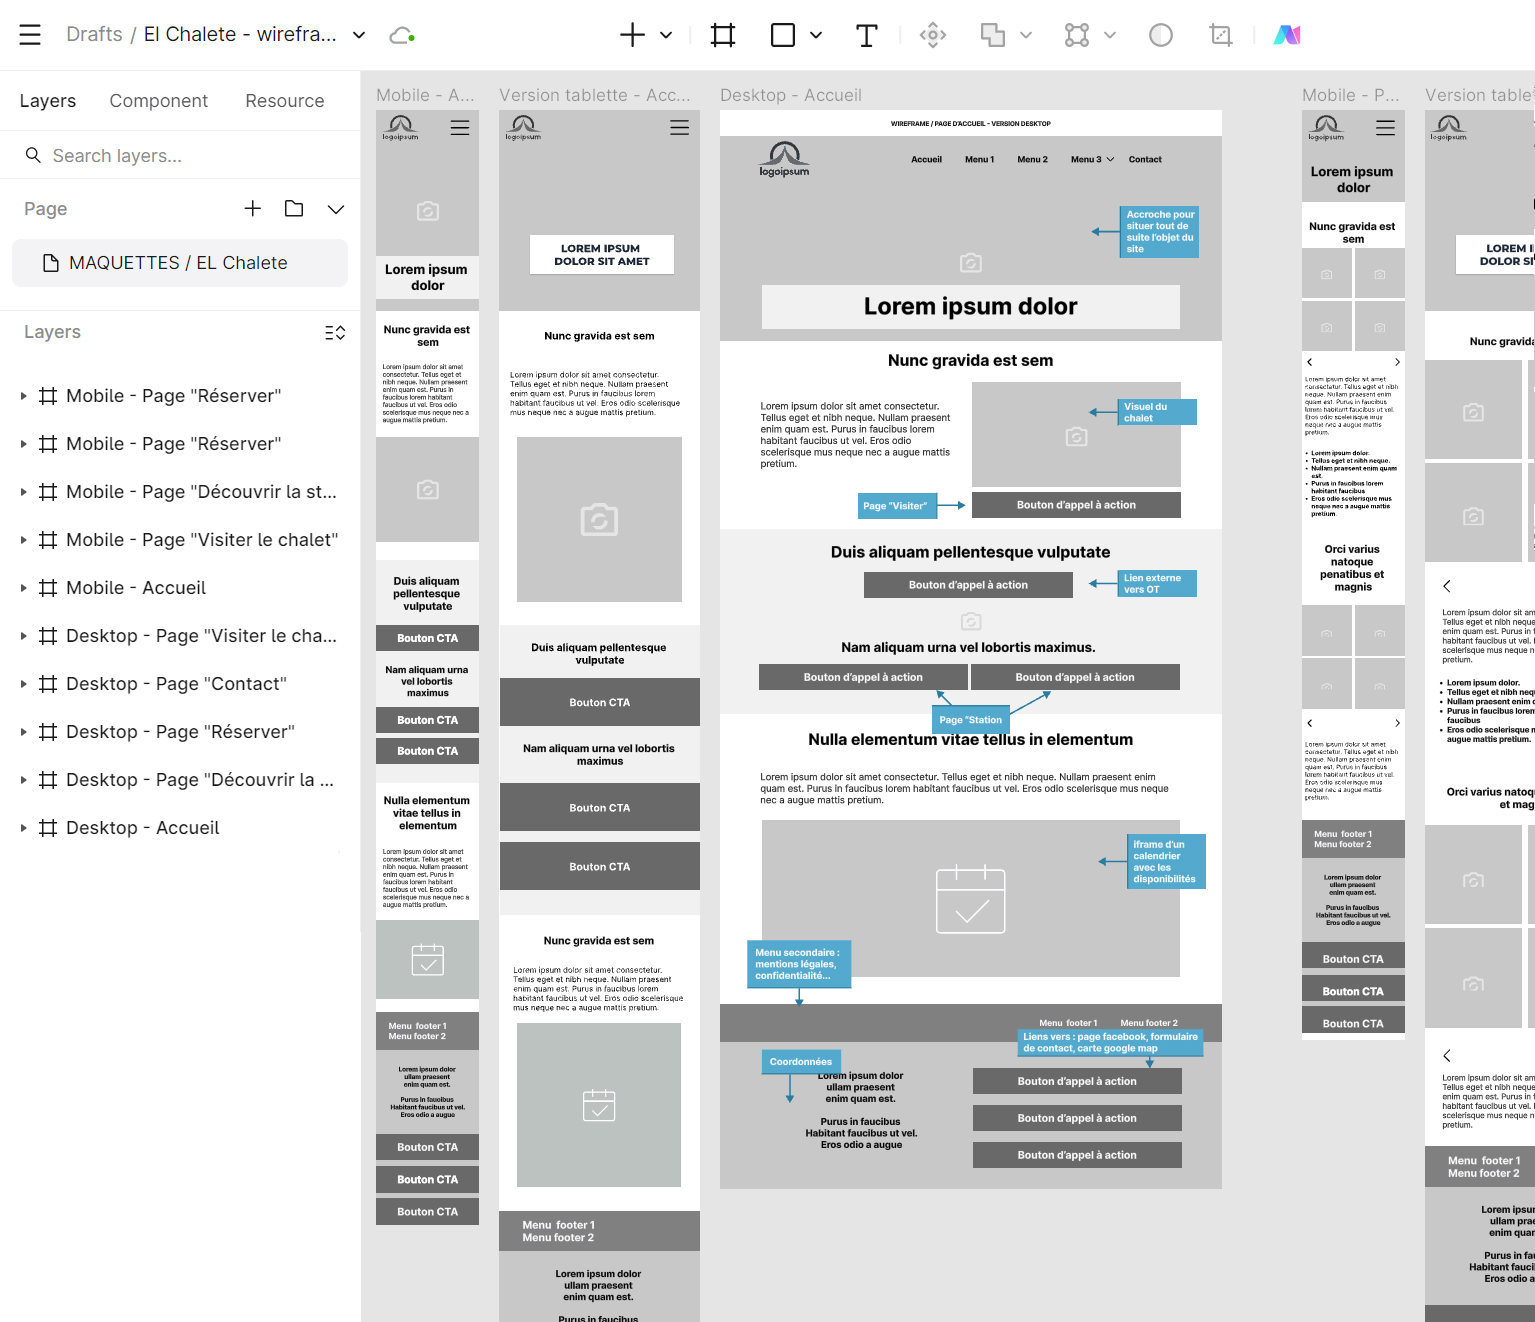 Drafts / El Chalete - wirefra...
Layers
Component
Resource
Search layers...
Page
MAQUETTES / EL Chalete
Layers
Mobile - Page "Réserver"
Mobile - Page "Réserver"
Mobile - Page "Découvrir la st...
Mobile - Page "Visiter le chalet"
Mobile - Accueil
Desktop - Page "Visiter le cha...
Desktop - Page "Contact"
Desktop - Page "Réserver"
Desktop - Page "Découvrir la ...
Desktop - Accueil
Mobile - A...
logoipsum
Lorem ipsum
dolor
Nunc gravida est
sem
Lorem ipsum dolor sit amet
consectetur. Tellus eget et
nibh neque. Nullam praesent
enim quam est. Purus in
faucibus lorem habitant
faucibus ut vel. Eros odio
scelerisque mus neque nec a
augue mattis pretium.
Duis aliquam
pellentesque
vulputate
Bouton CTA
Nam aliquam urna
vel lobortis
maximus
Bouton CTA
Bouton CTA
Nulla elementum
vitae tellus in
elementum
Lorem ipsum dolor sit amet
consectetur. Tellus eget et
nibh neque. Nullam praesent
enim quam est. Purus in
faucibus lorem habitant
faucibus ut vel. Eros odio
scelerisque mus neque nec a
augue mattis pretium.
Menu footer 1
Menu footer 2
Lorem ipsum dolor
ullam praesent
enim quam est.
Purus in faucibus
Habitant faucibus ut vel.
Eros odio a augue
Bouton CTA
Bouton CTA
Bouton CTA
Version tablette - Acc...
logoipsum
LOREM IPSUM
DOLOR SIT AMET
Nunc gravida est sem
Lorem ipsum dolor sit amet consectetur.
Tellus eget et nibh neque. Nullam praesent
enim quam est. Purus in faucibus lorem
habitant faucibus ut vel. Eros odio scelerisque
mus neque nec a augue mattis pretium.
Duis aliquam pellentesque
vulputate
Bouton CTA
Nam aliquam urna vel lobortis
maximus
Bouton CTA
Bouton CTA
Nunc gravida est sem
Lorem ipsum dolor sit amet consectetur.
Tellus eget et nibh neque. Nullam praesent
enim quam est. Purus in faucibus lorem
habitant faucibus ut vel. Eros odio scelerisque
mus neque nec a augue mattis pretium.
Menu footer 1
Menu footer 2
Lorem ipsum dolor
ullam praesent
enim quam est.
Purus in faucibus
Desktop - Accueil
WIREFRAME / PAGE D'ACCUEIL - VERSION DESKTOP
logoipsum
Accueil Menu 1 Menu 2 Menu 3 Contact
Accroche pour
situer tout de
suite l'objet du
site
Lorem ipsum dolor
Nunc gravida est sem
Lorem ipsum dolor sit amet consectetur.
Tellus eget et nibh neque. Nullam praesent
enim quam est. Purus in faucibus lorem
habitant faucibus ut vel. Eros odio
scelerisque mus neque nec a augue mattis
pretium.
Visuel du
chalet
Page "Visiter"
Bouton d'appel à action
Duis aliquam pellentesque vulputate
Bouton d'appel à action
Lien externe
vers OT
Nam aliquam urna vel lobortis maximus.
Bouton d'appel à action
Bouton d'appel à action
Page "Station
Nulla elementum vitae tellus in elementum
Lorem ipsum dolor sit amet consectetur. Tellus eget et nibh neque. Nullam praesent enim
quam est. Purus in faucibus lorem habitant faucibus ut vel. Eros odio scelerisque mus neque
nec a augue mattis pretium.
Iframe d'un
calendrier
avec les
disponibilités
Menu secondaire :
mentions légales,
confidentialité...
Menu footer 1 Menu footer 2
Liens vers : page facebook, formulaire
de contact, carte google map
Coordonnées
Lorem ipsum dolor
ullam praesent
enim quam est.
Purus in faucibus
Habitant faucibus ut vel.
Eros odio a augue
Bouton d'appel à action
Bouton d'appel à action
Bouton d'appel à action
Mobile - P...
logoipsum
Lorem ipsum
dolor
Nunc gravida est
sem
Lorem ipsum dolor sit amet
consectetur. Tellus eget et
nibh neque. Nullam praesent
enim quam est. Purus in
faucibus lorem habitant
faucibus ut vel. Eros odio
scelerisque mus neque nec a augue mattis
pretium.
• Lorem ipsum dolor.
• Tellus eget et nibh neque.
• Nullam praesent enim quam
est.
• Purus in faucibus lorem
habitant faucibus
• Eros odio scelerisque mus
neque nec a augue mattis
pretium.
Orci varius
natoque
penatibus et
magnis
Lorem ipsum dolor sit amet
consectetur. Tellus eget et
nibh neque. Nullam praesent
enim quam est. Purus in
faucibus lorem habitant
faucibus ut vel. Eros odio
scelerisque mus neque nec a
augue mattis pretium.
Menu footer 1
Menu footer 2
Lorem ipsum dolor
ullam praesent
enim quam est.
Purus in faucibus
Habitant faucibus ut vel.
Eros odio a augue
Bouton CTA
Bouton CTA
Bouton CTA
Version table
logoipsum
LOREM I
DOLOR SI
Nunc gravida
Lorem ipsum dolor sit am
Tellus eget et nibh neque
enim quam est. Purus in f
habitant faucibus ut vel. E
scelerisque mus neque n
pretium.
• Lorem ipsum dolor.
• Tellus eget et nibh neq
• Nullam praesent enim q
• Purus in faucibus lorem
faucibus
• Eros odio scelerisque n
augue mattis pretium.
Orci varius natoq
et mag
Lorem ipsum dolor sit am
Tellus eget et nibh neque
enim quam est. Purus in f
habitant faucibus ut vel. E
scelerisque mus neque n
pretium.
Menu footer 1
Menu footer 2
Lorem ipsu
ullam prae
enim quar
Purus in fa
Habitant fauci
Eros odio a